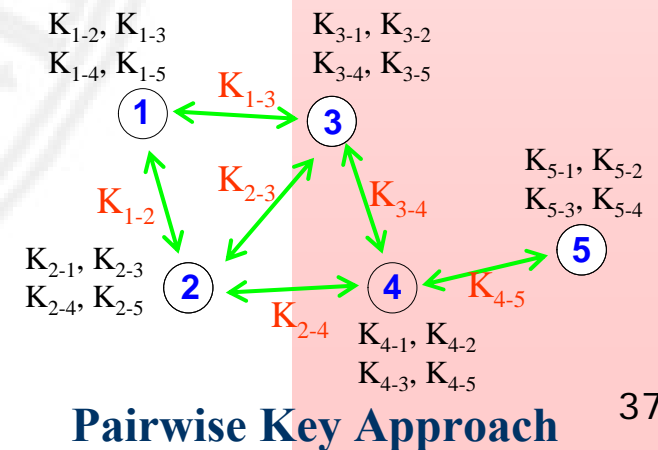 K1-2, K1-3
K1-4, K1-5
K3-1, K3-2
K3-4, K3-5
K1-3
1
3
K5-1, K5-2
K5-3, K5-4
K1-2
K2-3
K3-4
5
K2-1, K2-3
K2-4, K2-5
2
4
K4-5
K2-4
K4-1, K4-2
K4-3, K4-5
Pairwise Key Approach
37